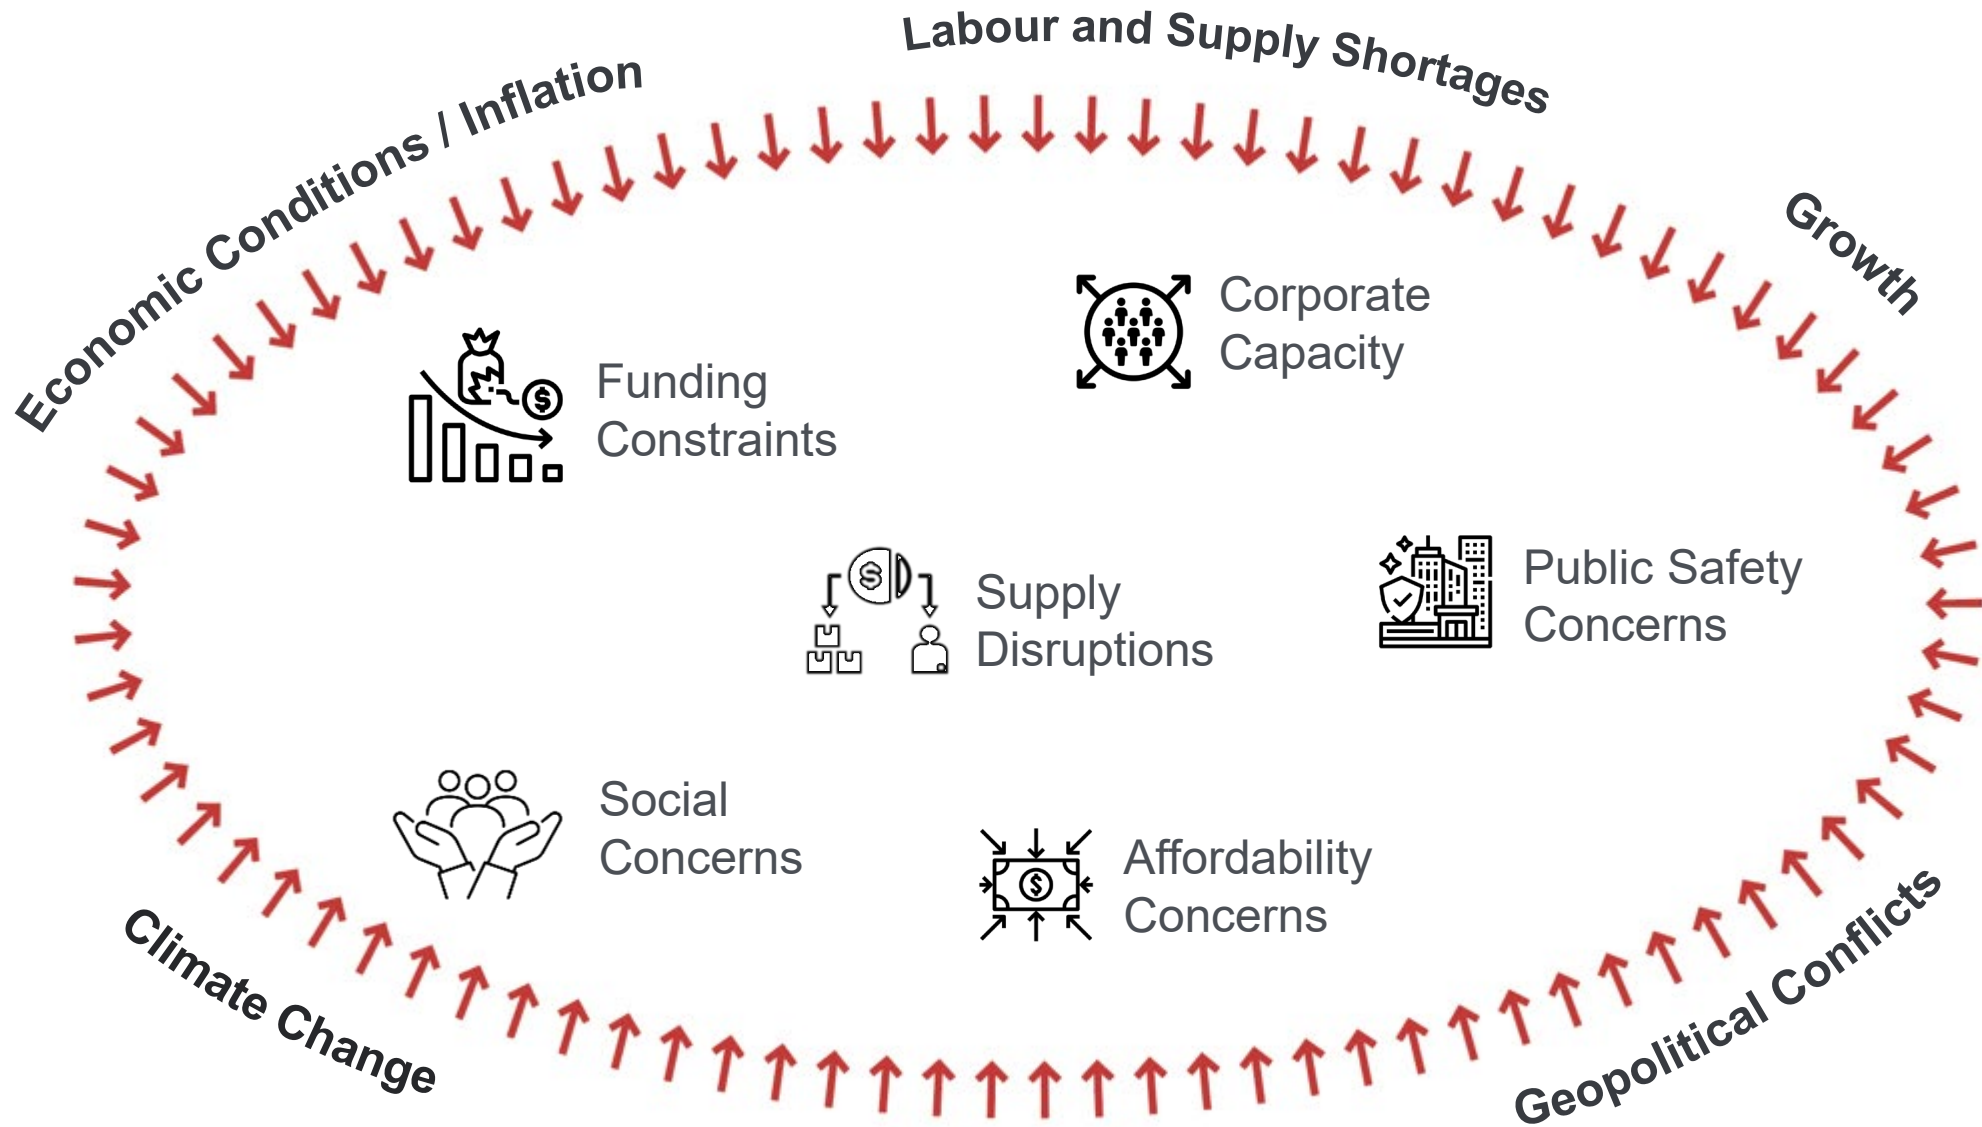 Labour and Supply Shortages
Economic Conditions / Inflation
Growth
Corporate
Capacity
Funding
Constraints
Public Safety
Concerns
Supply
Disruptions
Social
Concerns
Affordability
Concerns
Climate Change
Geopolitical Conflicts